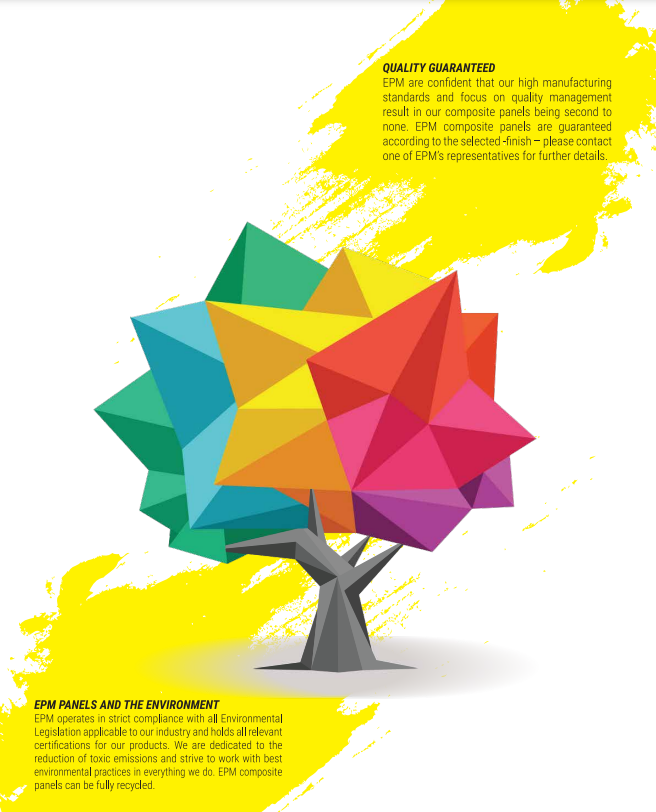 QUALITY GUARANTEED
EPM are confident that our high manufacturing
standards and focus on quality management
result in our composite panels being second to
none. EPM composite panels are guaranteed
according to the selected -finish – please contact
one of EPM's representatives for further details.
EPM PANELS AND THE ENVIRONMENT
EPM operates in strict compliance with all Environmental
Legislation applicable to our industry and holds all relevant
certifications for our products. We are dedicated to the
reduction of toxic emissions and strive to work with best
environmental practices in everything we do. EPM composite
panels can be fully recycled.